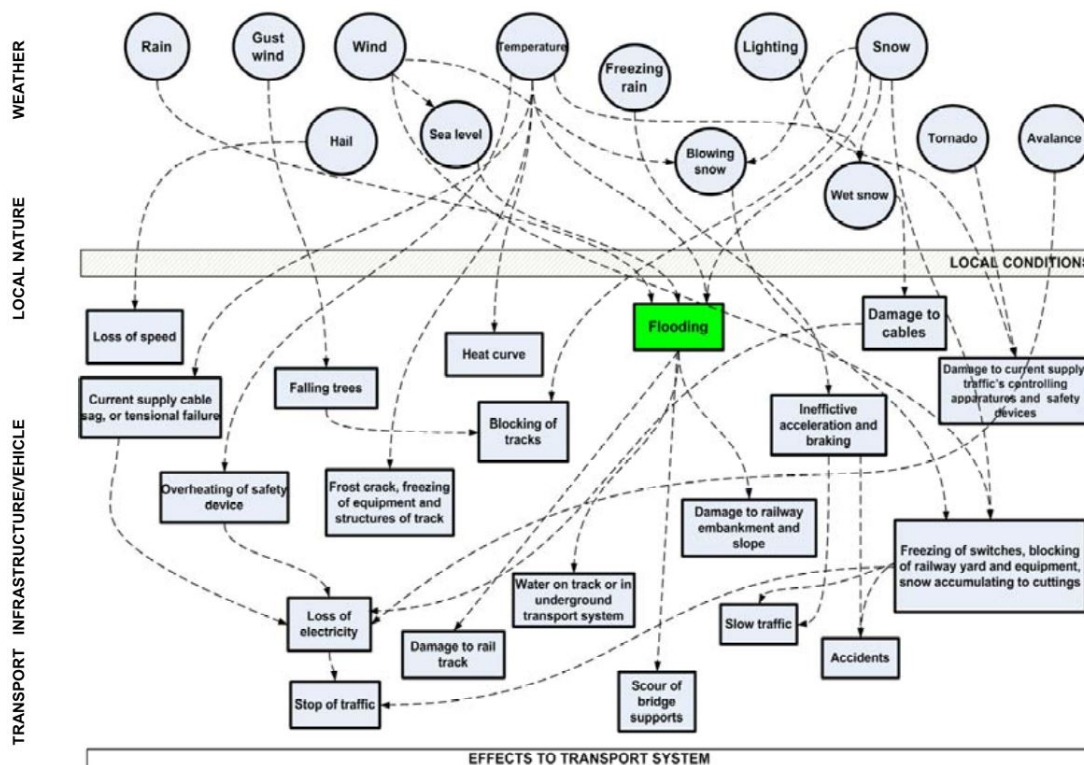 WEATHER
LOCAL NATURE
INFRASTRUCTURE/VEHICLE
TRANSPORT
Rain
Gust
wind
Wind
Temperature
Freezing
rain
Lighting
Snow
Hail
Sea level
Blowing
snow
Wet snow
Tornado
Avalance
LOCAL CONDITIONS
Loss of speed
Heat curve
Flooding
Damage to
cables
Current supply cable
sag, or tensional failure
Falling trees
Blocking of
tracks
Ineffictive
acceleration and
braking
Damage to current supply
traffic's controlling
apparatures and safety
devices
Overheating of safety
device
Frost crack, freezing
of equipment and
structures of track
Damage to railway
embankment and
slope
Freezing of switches, blocking
of railway yard and equipment,
snow accumulating to cuttings
Loss of
electricity
Water on track or in
underground
transport system
Slow traffic
Damage to rail
track
Accidents
Stop of traffic
Scour of
bridge
supports
EFFECTS TO TRANSPORT SYSTEM